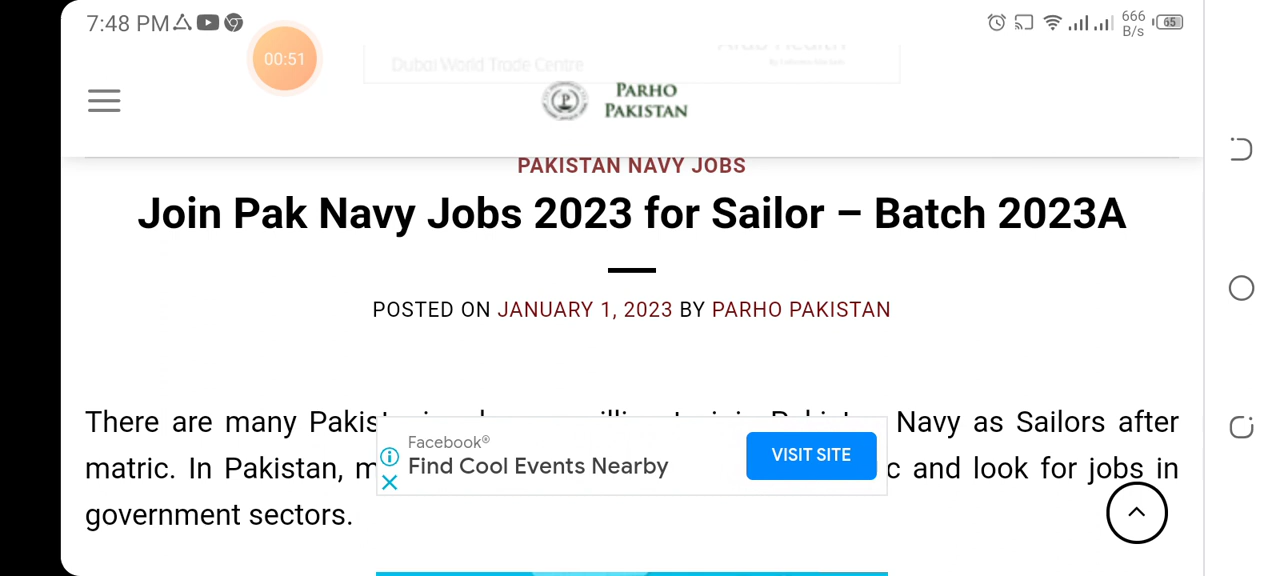 7:48 PM
666
B/s
65
00:51
Dubai World Trade Centre
PARHO
PAKISTAN
PAKISTAN NAVY JOBS
Join Pak Navy Jobs 2023 for Sailor – Batch 2023A
POSTED ON JANUARY 1, 2023 BY PARHO PAKISTAN
There are many Navy as Sailors after
matric. In Pakistan, and look for jobs in
government sectors.
Facebook®
Find Cool Events Nearby
VISIT SITE